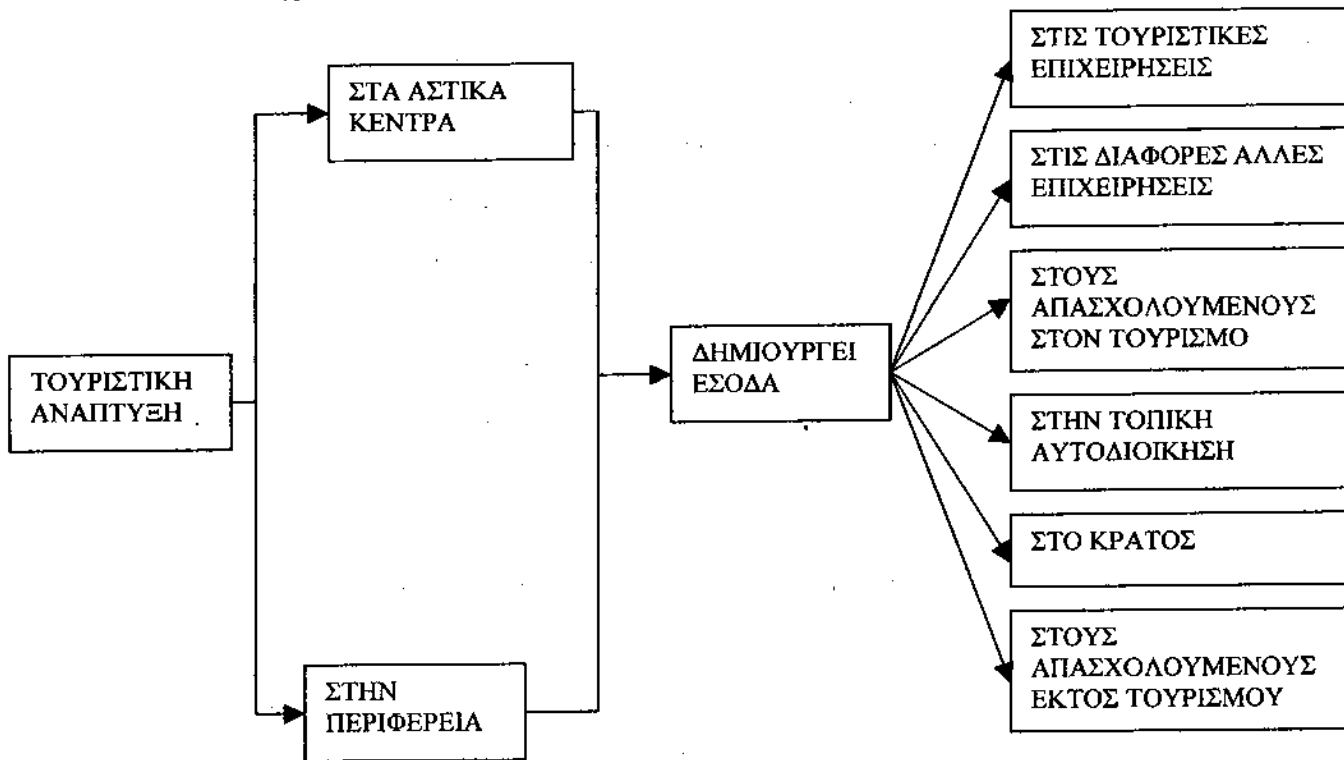 ΤΟΥΡΙΣΤΙΚΗ
ΑΝΑΠΤΥΞΗ
ΣΤΑ ΑΣΤΙΚΑ
ΚΕΝΤΡΑ
ΣΤΗΝ
ΠΕΡΙΦΕΡΕΙΑ
ΔΗΜΙΟΥΡΓΕΙ
ΕΣΟΔΑ
ΣΤΙΣ ΤΟΥΡΙΣΤΙΚΕΣ
ΕΠΙΧΕΙΡΗΣΕΙΣ
ΣΤΙΣ ΔΙΑΦΟΡΕΣ ΑΛΛΕΣ
ΕΠΙΧΕΙΡΗΣΕΙΣ
ΣΤΟΥΣ
ΑΠΑΣΧΟΛΟΥΜΕΝΟΥΣ
ΣΤΟΝ ΤΟΥΡΙΣΜΟ
ΣΤΗΝ ΤΟΠΙΚΗ
ΑΥΤΟΔΙΟΙΚΗΣΗ
ΣΤΟ ΚΡΑΤΟΣ
ΣΤΟΥΣ
ΑΠΑΣΧΟΛΟΥΜΕΝΟΥΣ
ΕΚΤΟΣ ΤΟΥΡΙΣΜΟΥ